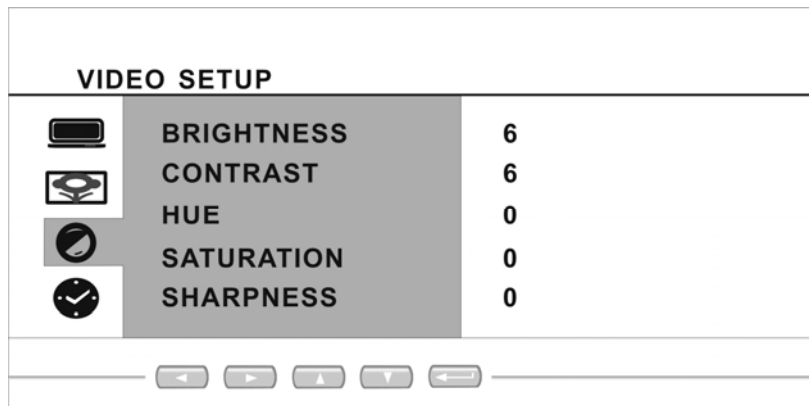 VIDEO SETUP
BRIGHTNESS 6
CONTRAST 6
HUE 0
SATURATION 0
SHARPNESS 0